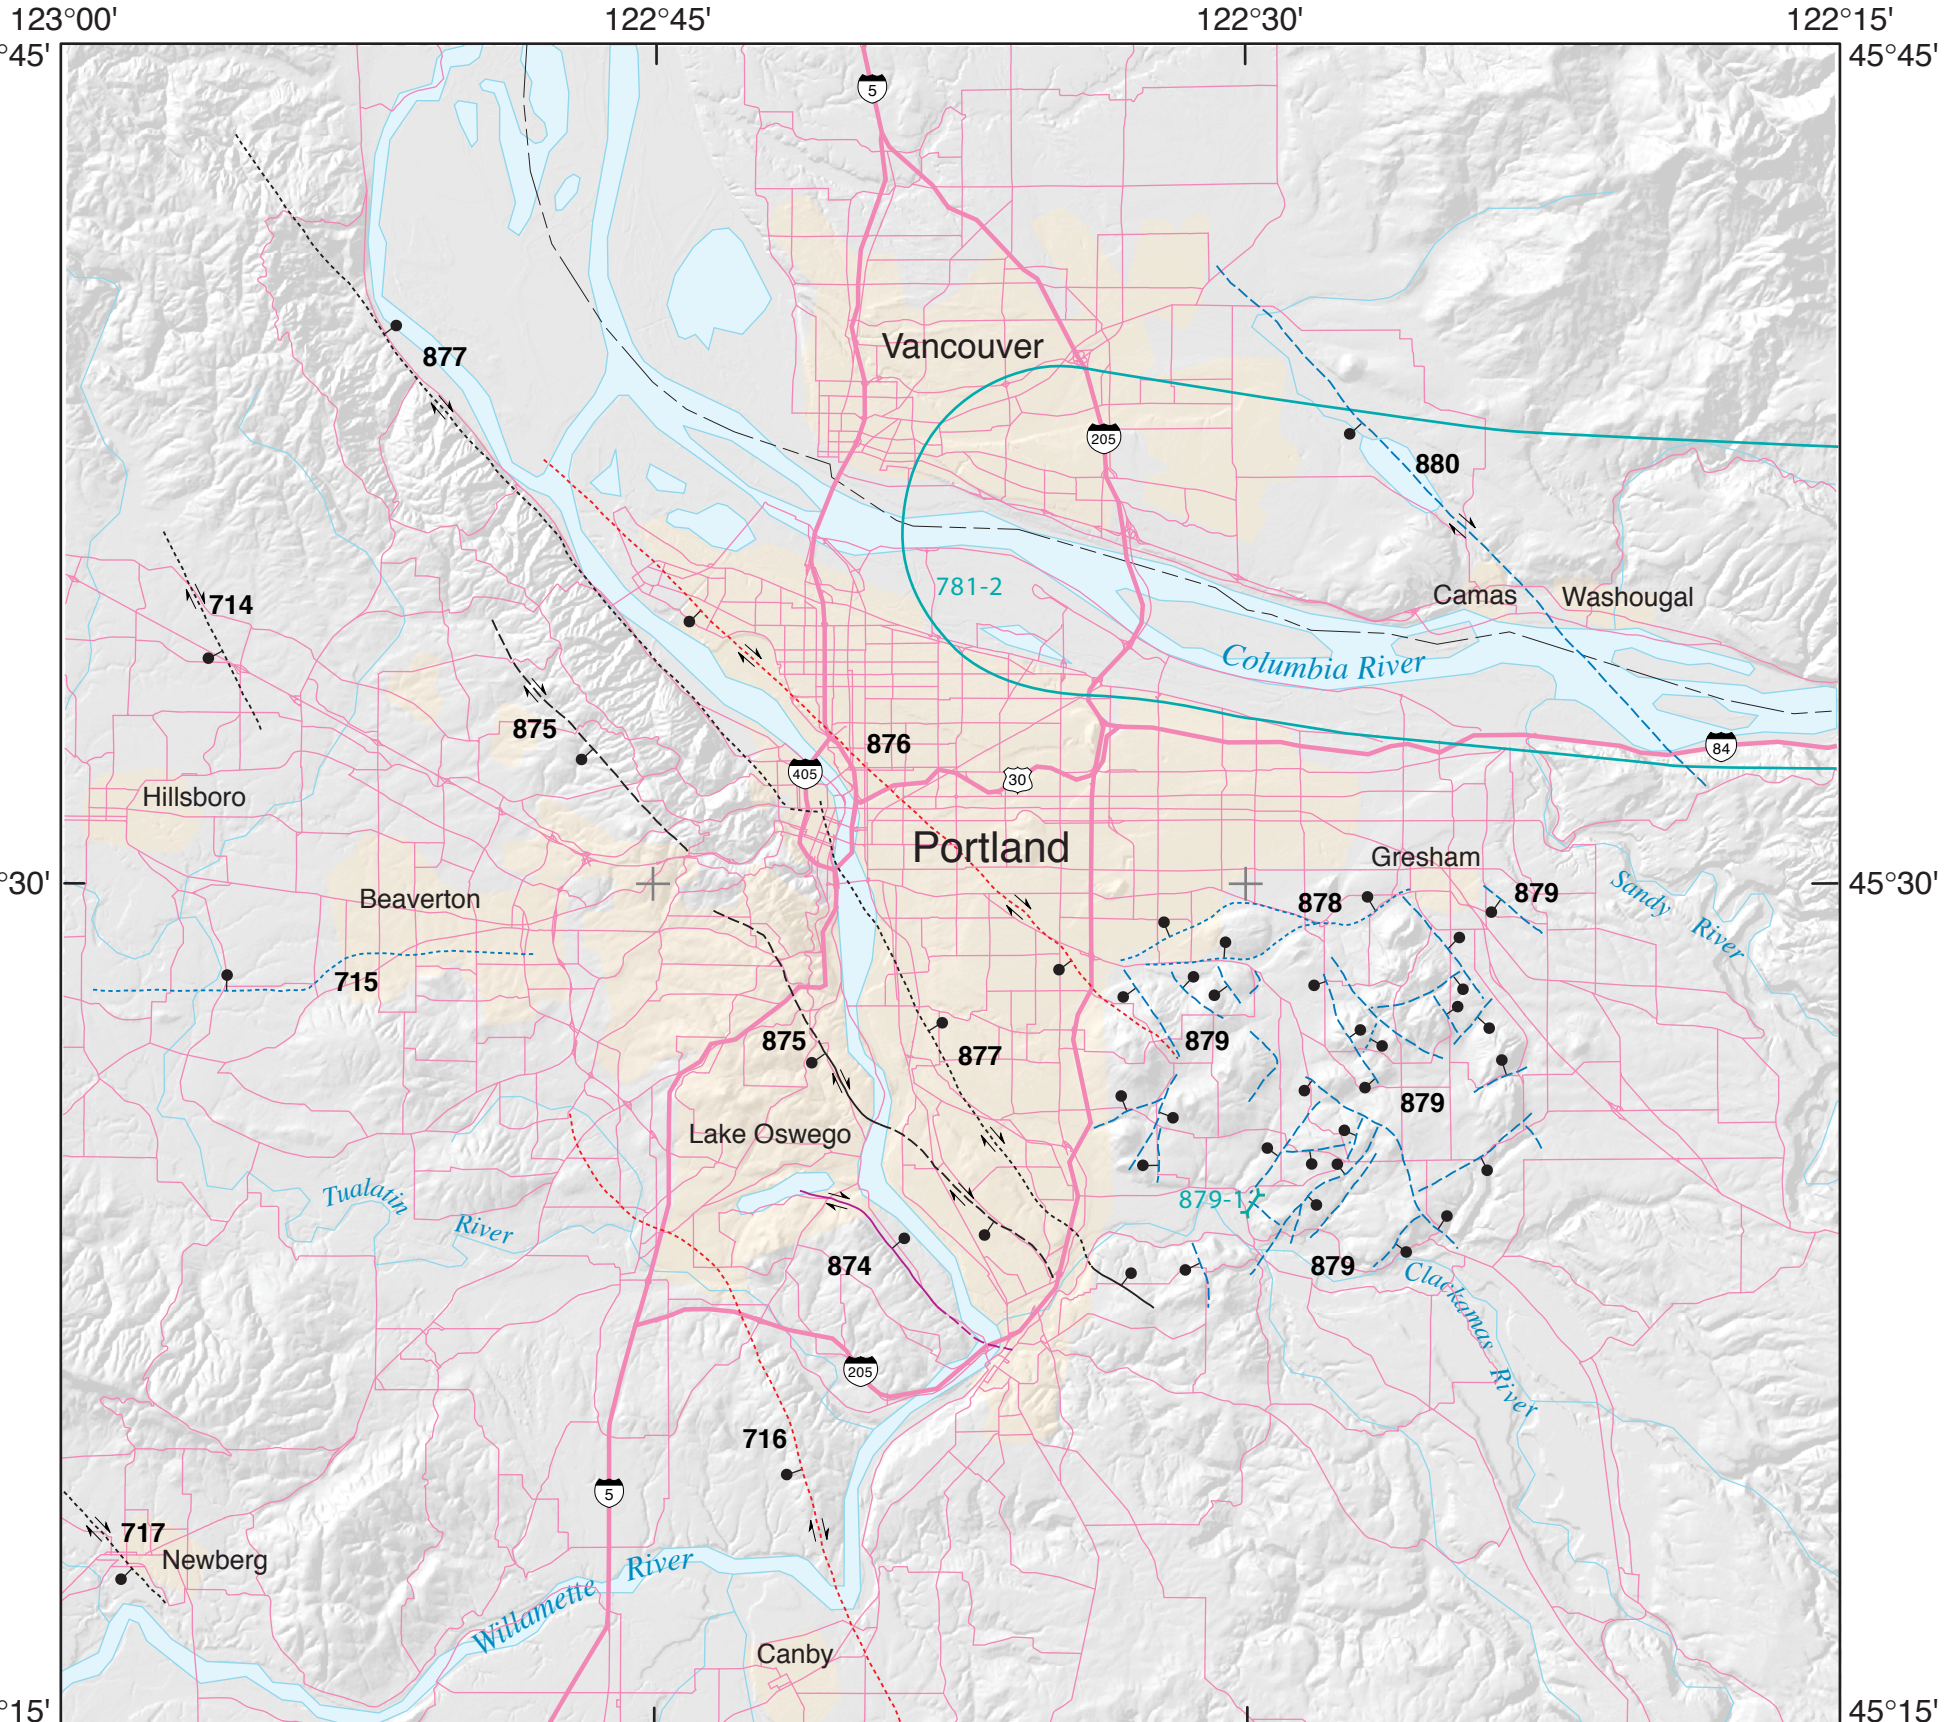 123°00'
122°45'
122°30'
122°15'
°45'
45°45'
5
Vancouver
877
205
880
781-2
714
Camas
Washougal
Columbia River
875
876
84
405
30
Hillsboro
Portland
Gresham
°30'
Beaverton
878
879
45°30'
Sandy
River
715
875
877
879
879
Lake Oswego
Tualatin
River
879-1
874
879
Clackamas
River
205
716
5
717
Newberg
Willamette River
Canby
°15'
45°15'